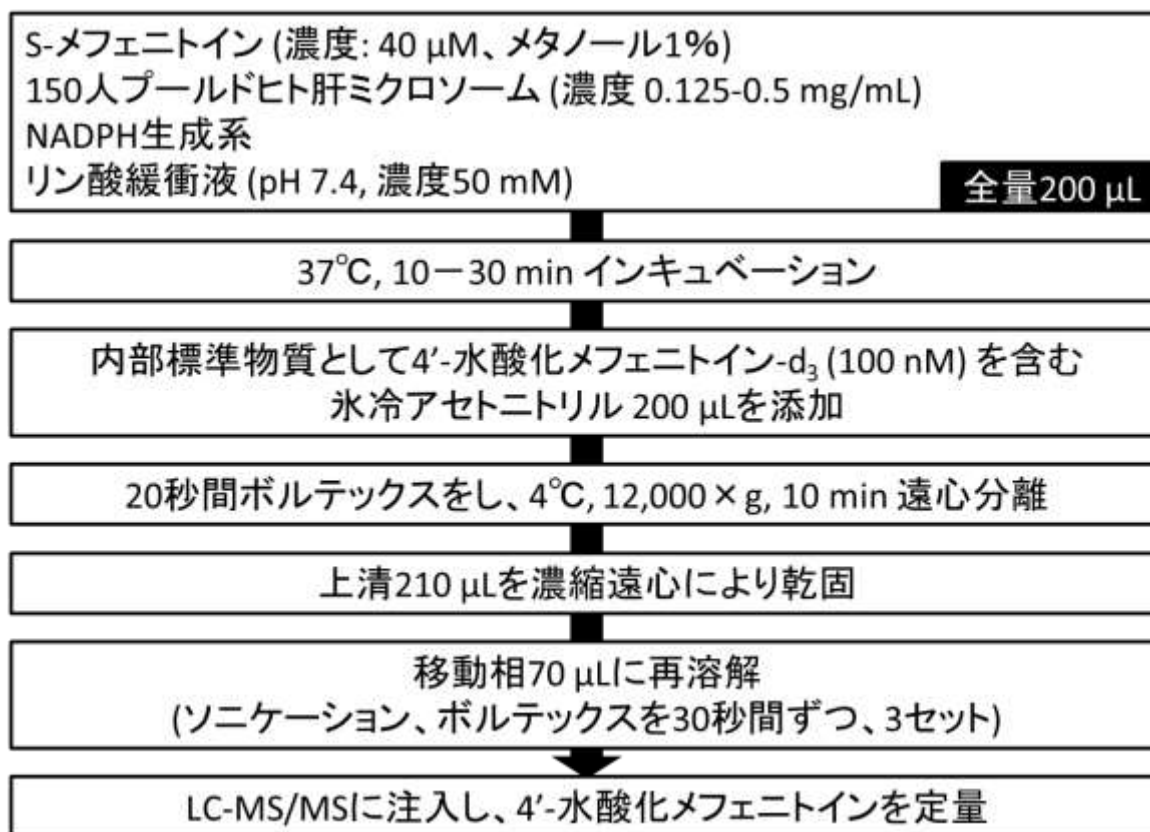 S-メフェニトイン (濃度: 40 µM、メタノール1%)
150人プールドヒト肝ミクロソーム (濃度 0.125-0.5 mg/mL)
NADPH生成系
リン酸緩衝液 (pH 7.4, 濃度50 mM)
全量200 µL
37℃, 10－30 min インキュベーション
内部標準物質として4′-水酸化メフェニトイン-d₃ (100 nM) を含む
氷冷アセトニトリル 200 µLを添加
20秒間ボルテックスをし、4℃, 12,000×g, 10 min 遠心分離
上清210 µLを濃縮遠心により乾固
移動相70 µLに再溶解
(ソニケーション、ボルテックスを30秒間ずつ、3セット)
LC-MS/MSに注入し、4′-水酸化メフェニトインを定量